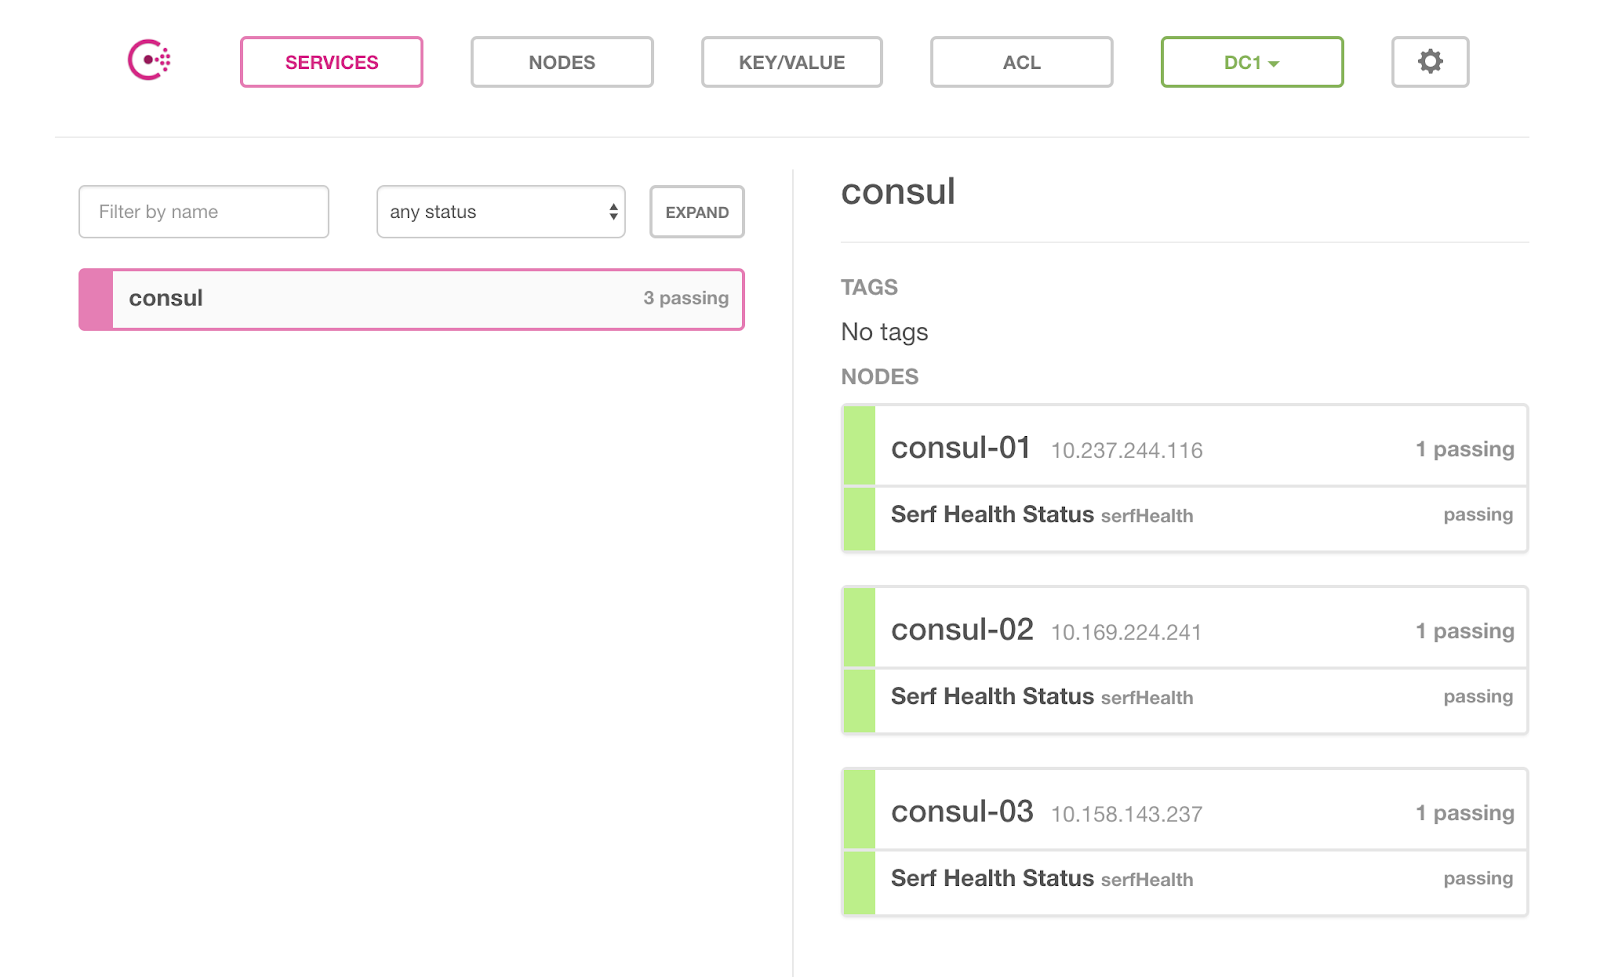 SERVICES NODES KEY/VALUE ACL DC1
Filter by name any status EXPAND
consul 3 passing
consul
TAGS
No tags
NODES
consul-01 10.237.244.116 1 passing
Serf Health Status serfHealth passing
consul-02 10.169.224.241 1 passing
Serf Health Status serfHealth passing
consul-03 10.158.143.237 1 passing
Serf Health Status serfHealth passing